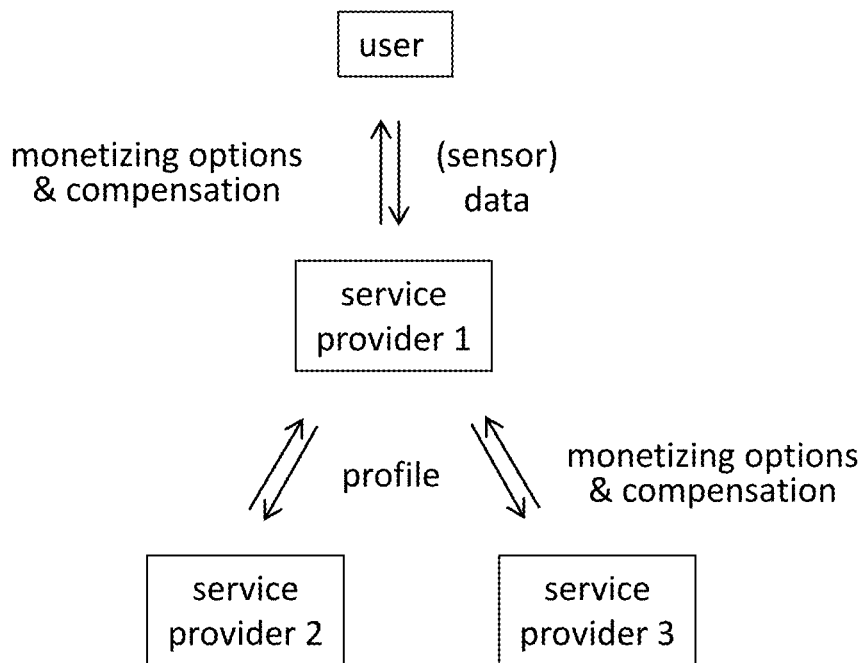 user
monetizing options
& compensation
(sensor)
data
service
provider 1
profile
monetizing options
& compensation
service
provider 2
service
provider 3